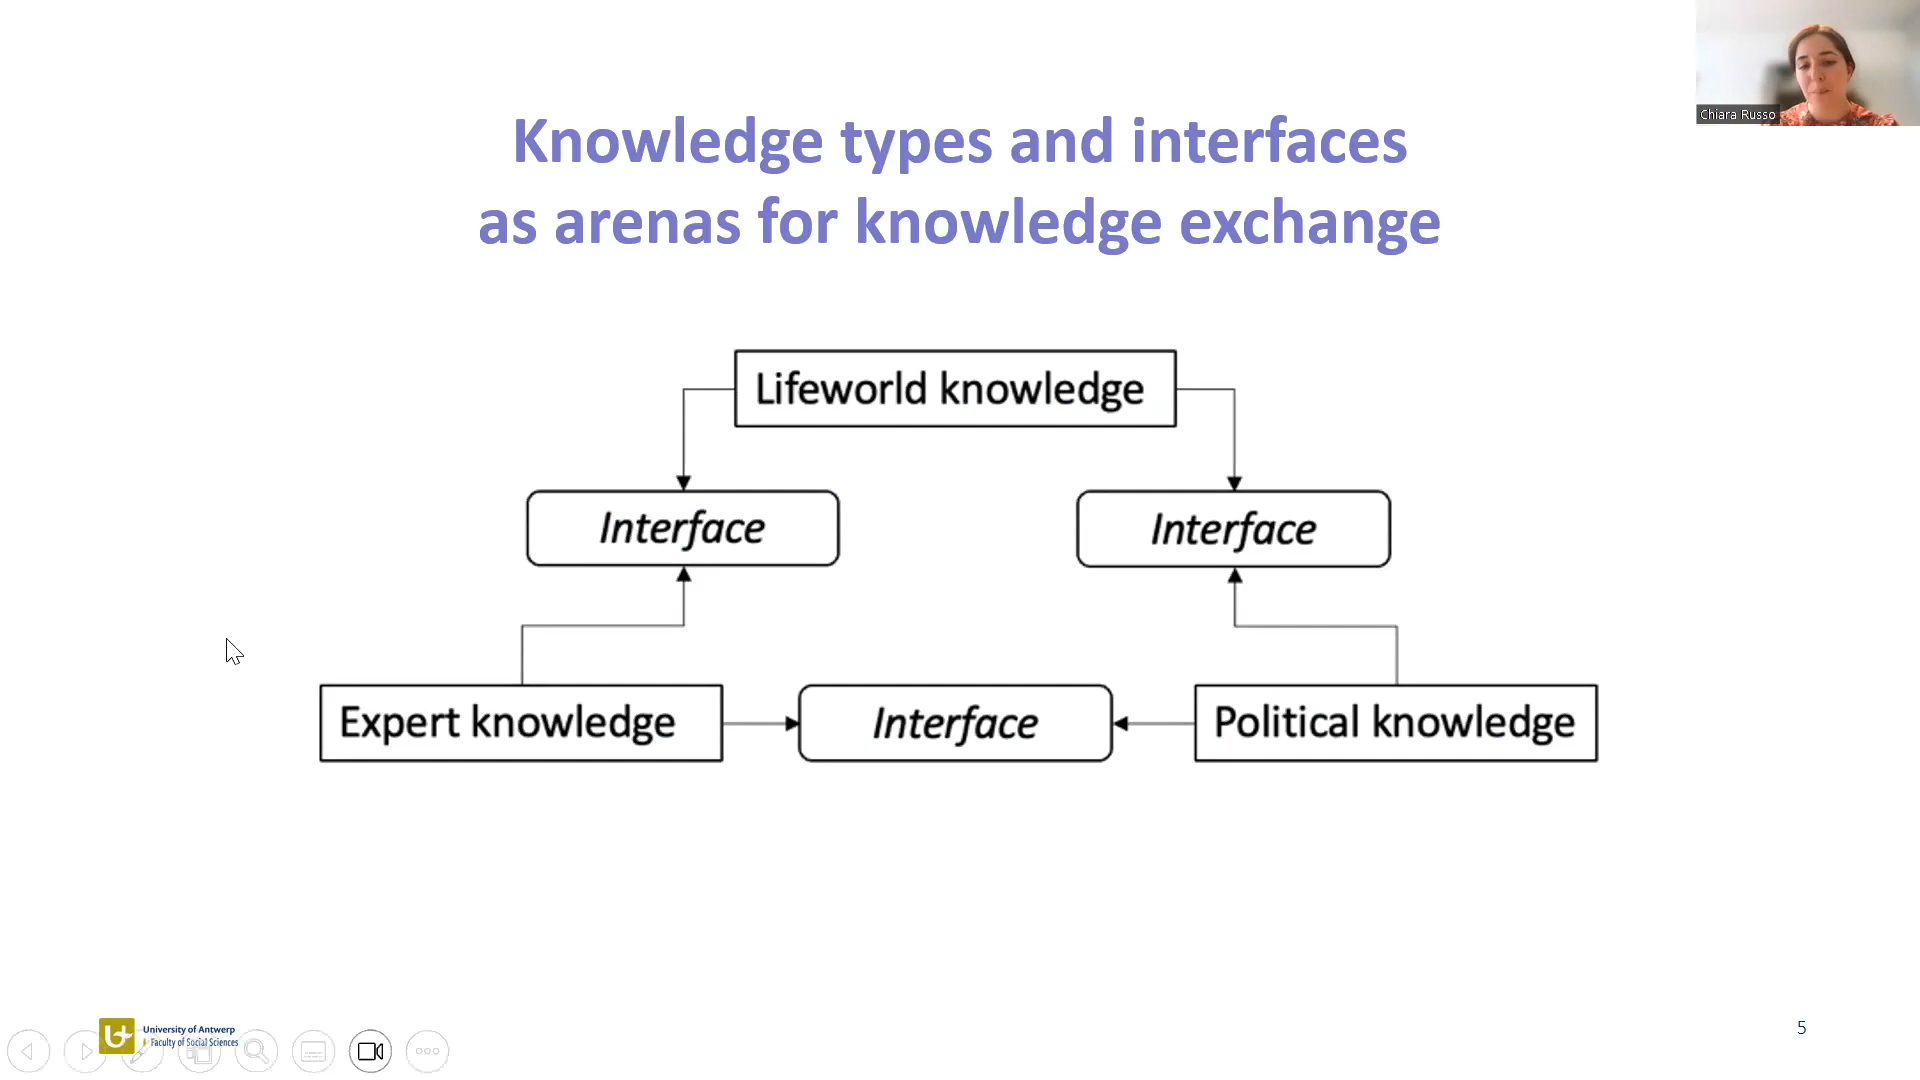 Chiara Russo
Knowledge types and interfaces
as arenas for knowledge exchange
Lifeworld knowledge
Interface
Interface
Expert knowledge
Interface
Political knowledge
University of Antwerp
Faculty of Social Sciences
5